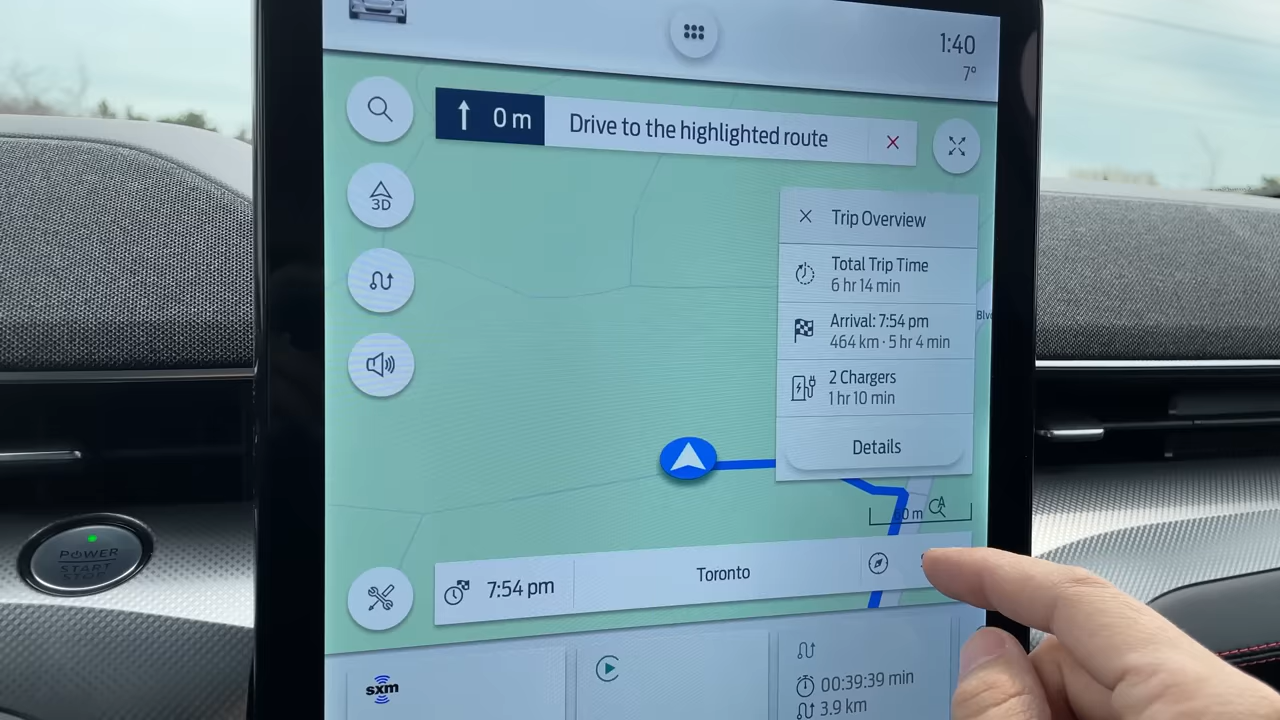 1:40
7°
0 m
Drive to the highlighted route
3D
Trip Overview
Total Trip Time
6 hr 14 min
Arrival: 7:54 pm
464 km · 5 hr 4 min
2 Chargers
1 hr 10 min
Details
7:54 pm
Toronto
POWER
START
STOP
sxm
00:39:39 min
3.9 km